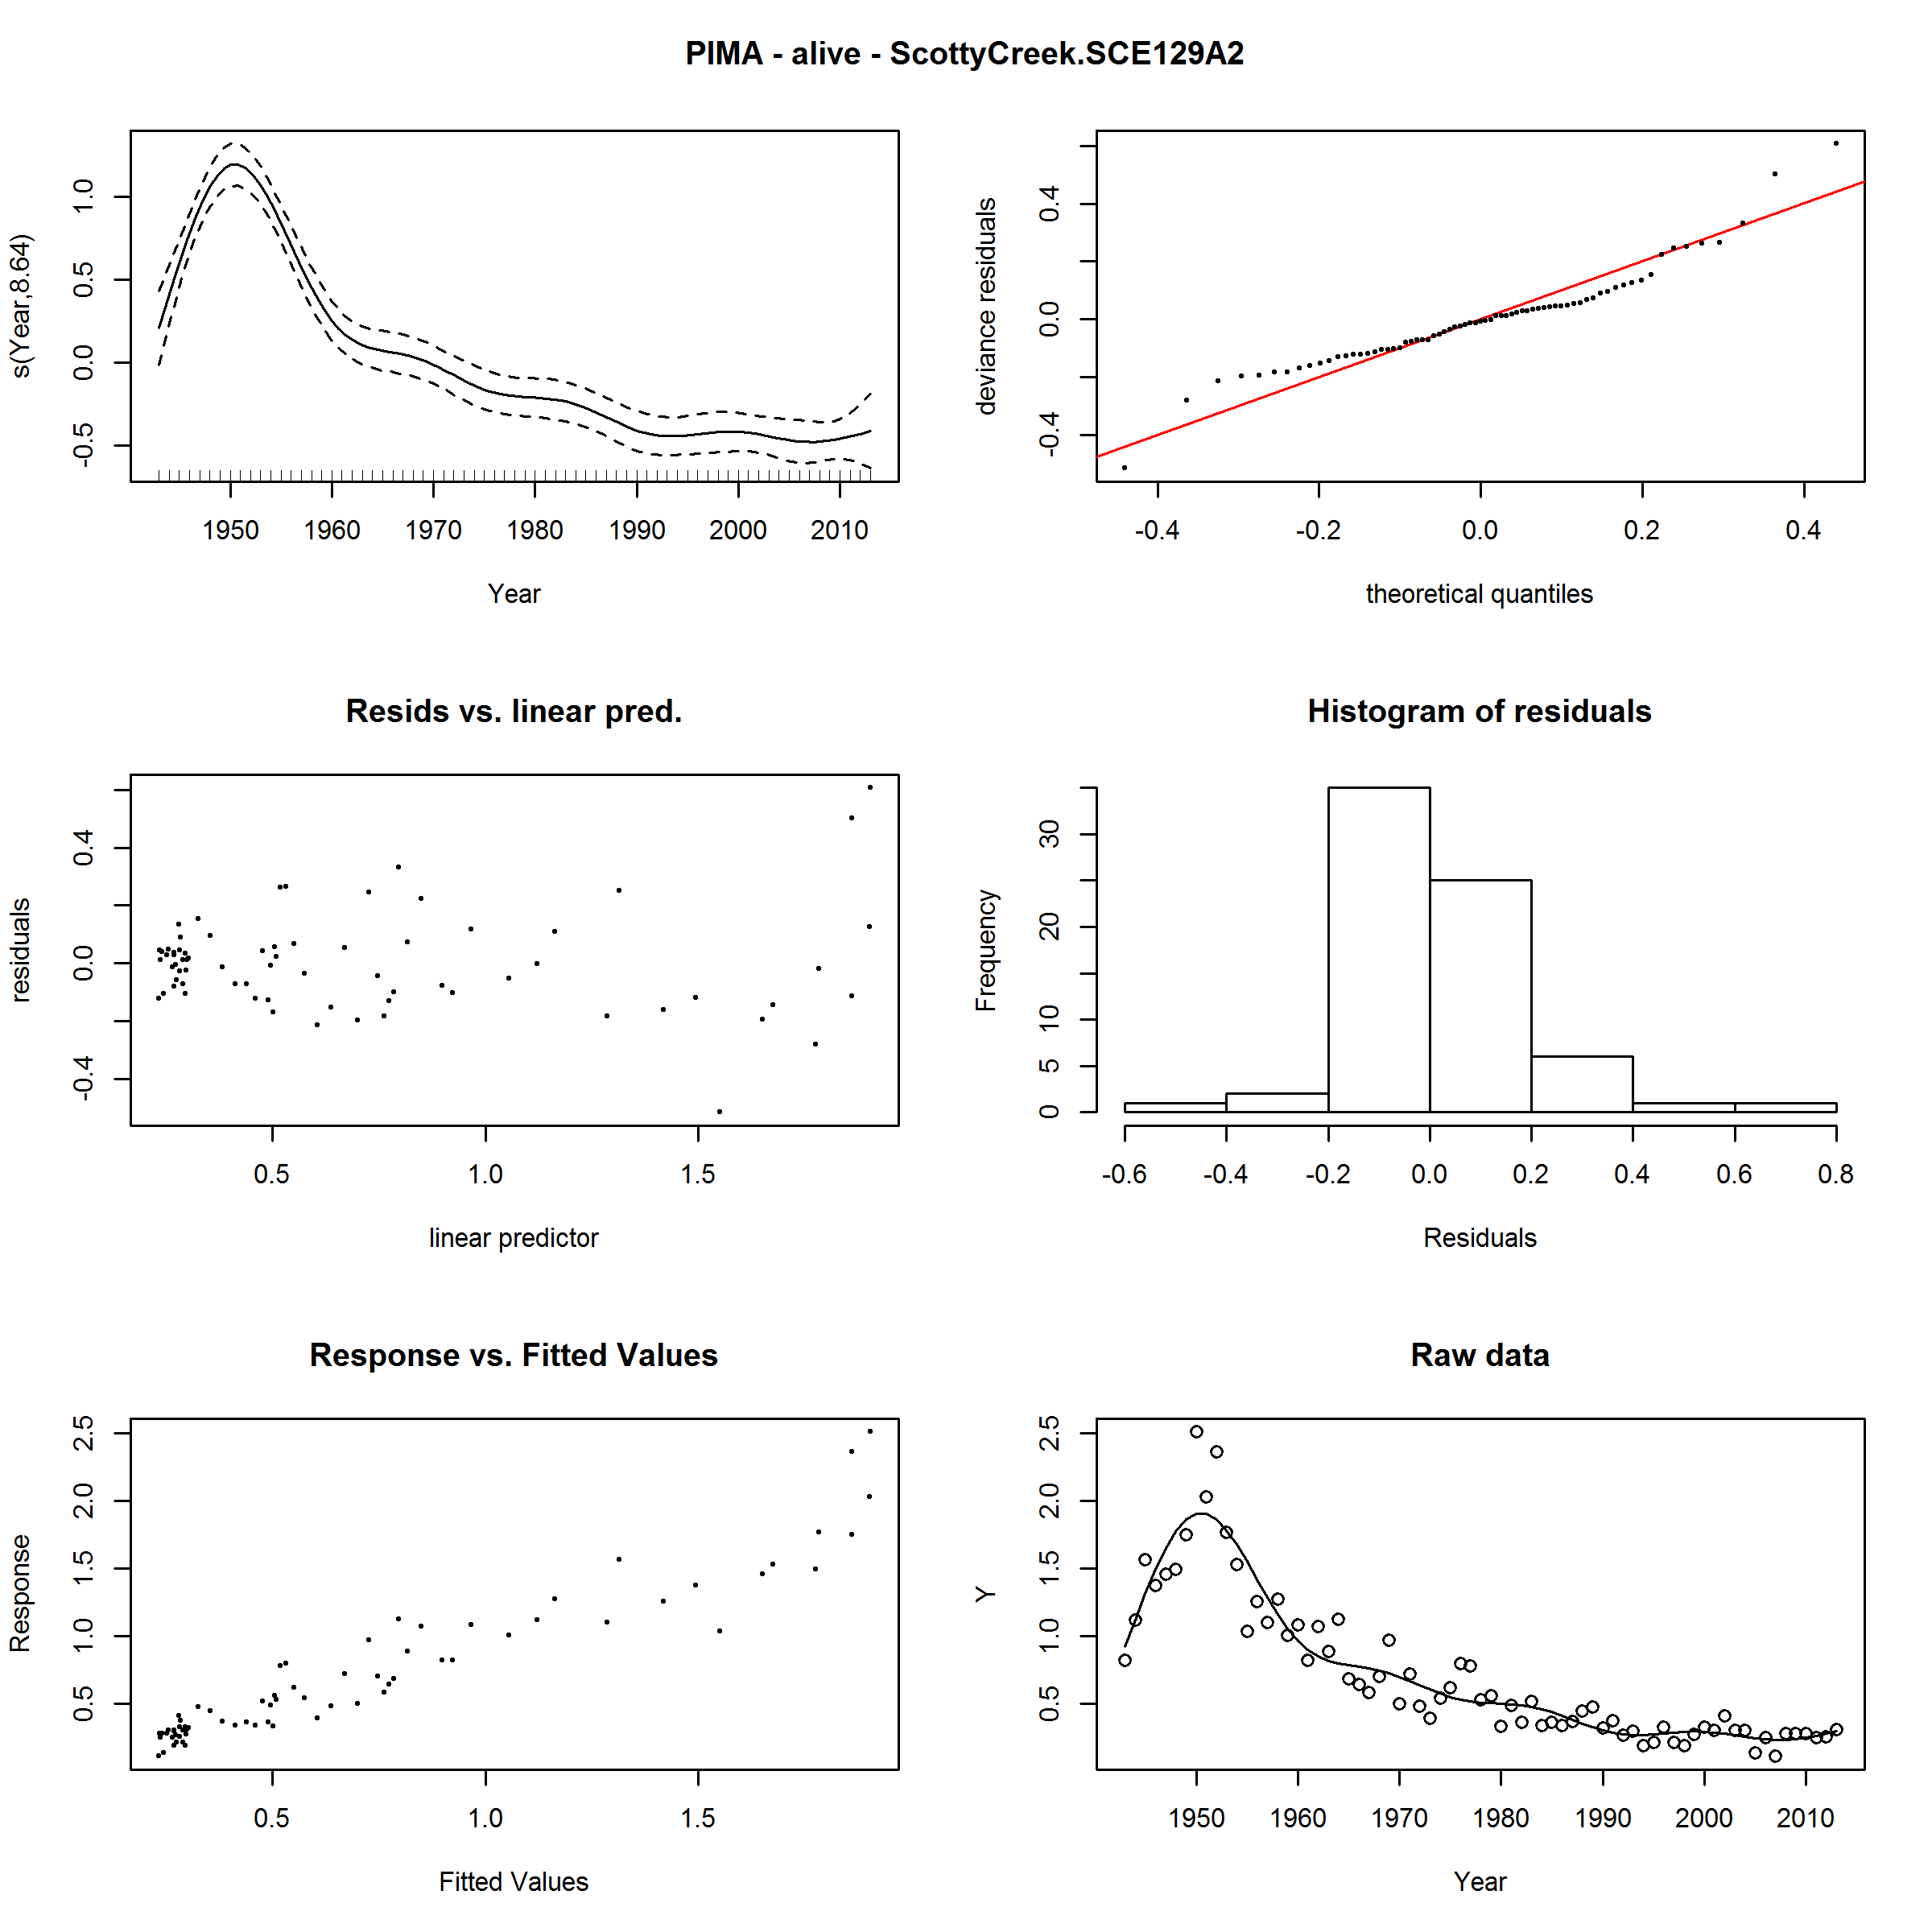 PIMA - alive - ScottyCreek.SCE129A2
s(Year,8.64)
-0.5 0.0 0.5 1.0
1950 1960 1970 1980 1990 2000 2010
Year
deviance residuals
-0.4 0.0 0.4
-0.4 -0.2 0.0 0.2 0.4
theoretical quantiles
Resids vs. linear pred.
residuals
-0.4 0.0 0.4
0.5 1.0 1.5
linear predictor
Histogram of residuals
Frequency
0 5 10 20 30
-0.6 -0.4 -0.2 0.0 0.2 0.4 0.6 0.8
Residuals
Response vs. Fitted Values
Response
0.5 1.0 1.5 2.0 2.5
0.5 1.0 1.5
Fitted Values
Raw data
Y
0.5 1.0 1.5 2.0 2.5
1950 1960 1970 1980 1990 2000 2010
Year